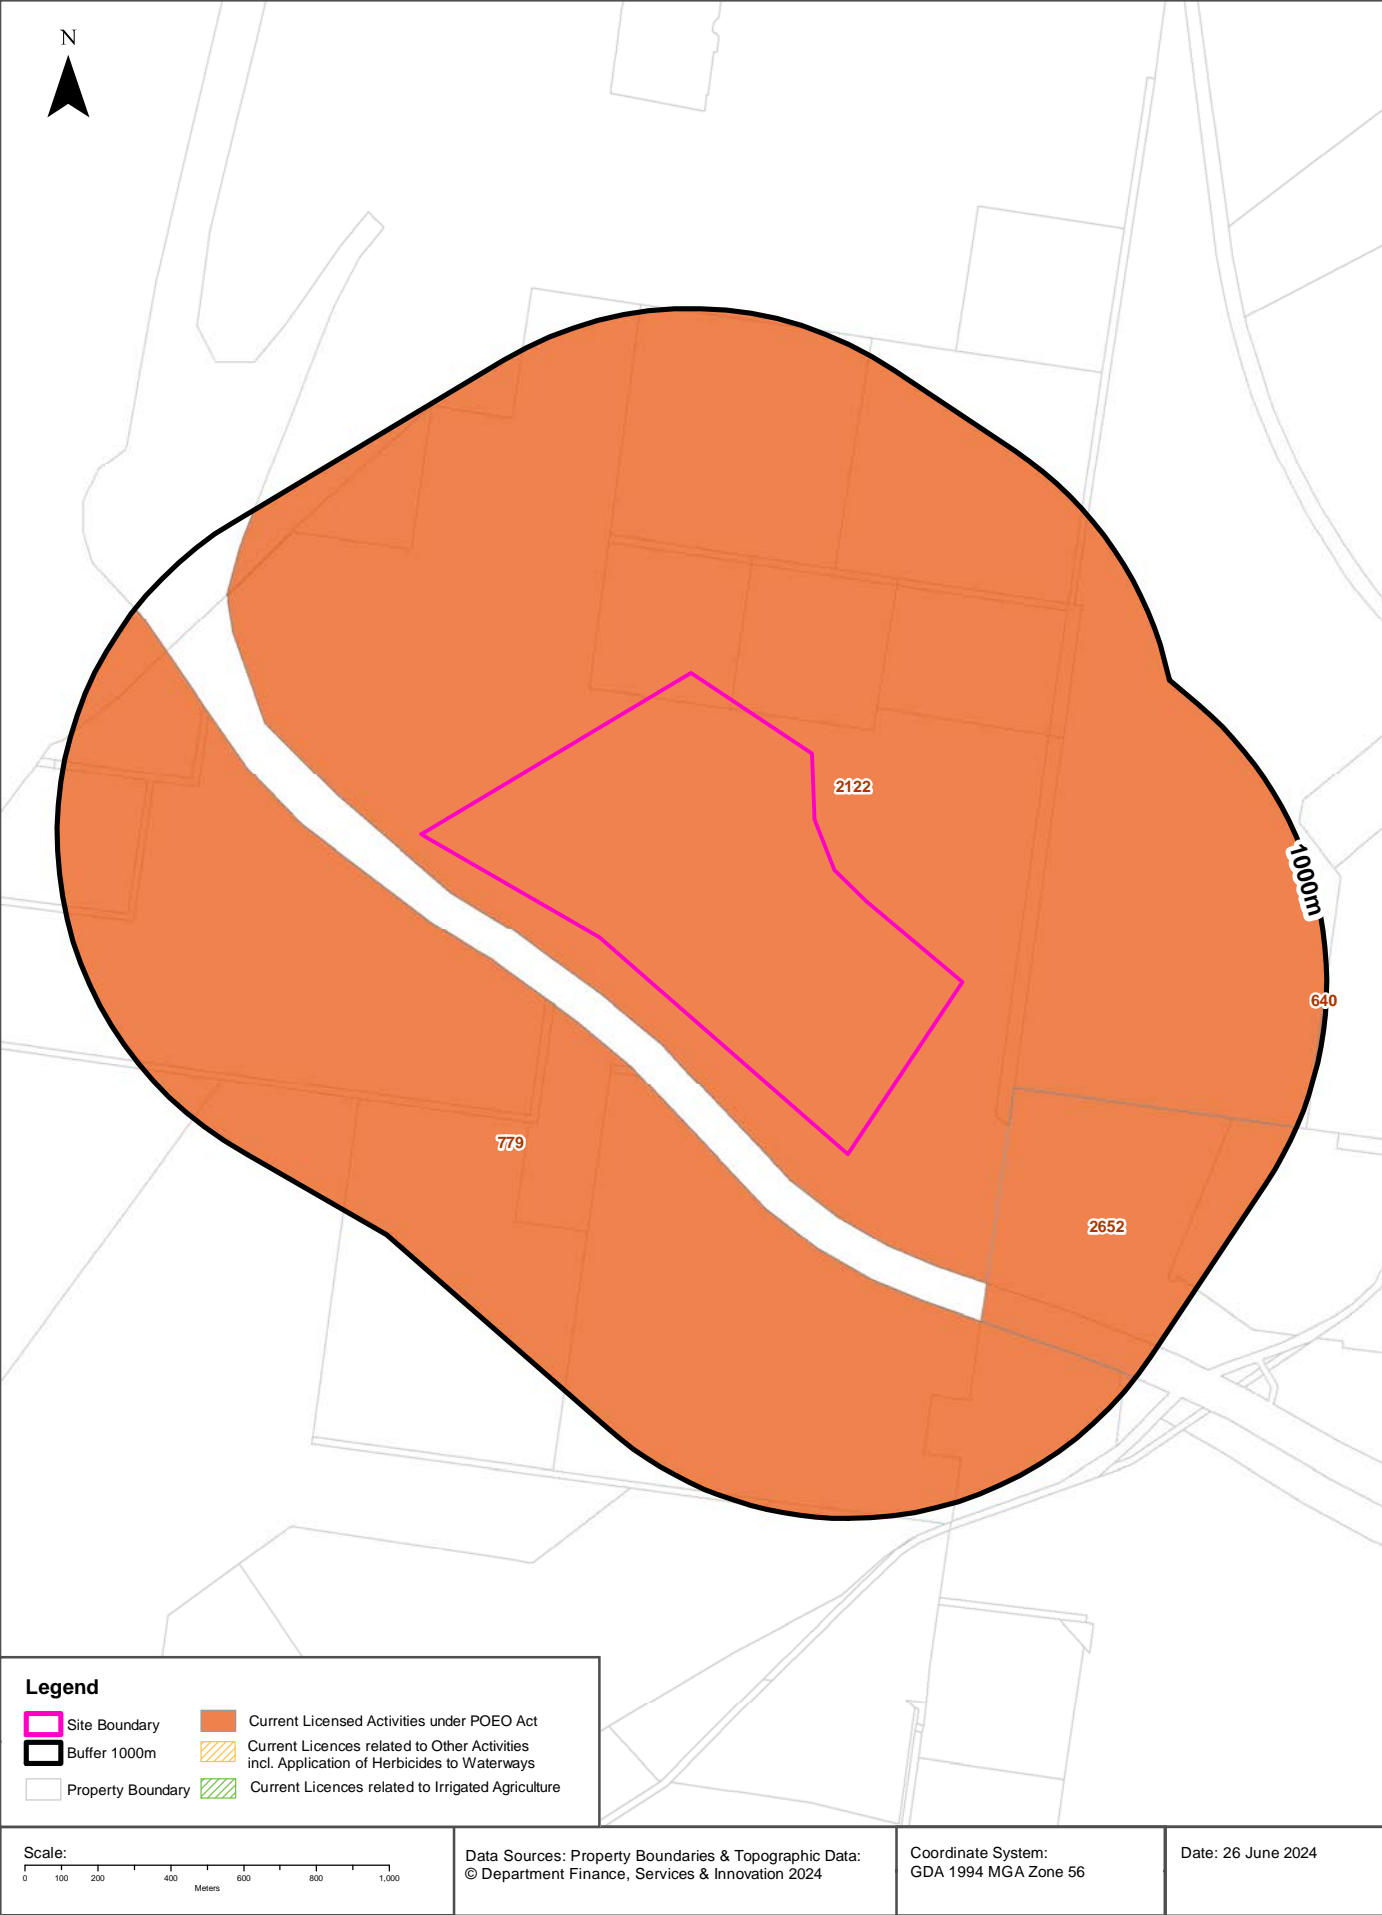 N
2122
1000m
640
779
2652
Legend
Site Boundary
Buffer 1000m
Property Boundary
Current Licensed Activities under POEO Act
Current Licences related to Other Activities
incl. Application of Herbicides to Waterways
Current Licences related to Irrigated Agriculture
Scale:
0 100 200 400 600 800 1,000
Meters
Data Sources: Property Boundaries & Topographic Data:
© Department Finance, Services & Innovation 2024
Coordinate System:
GDA 1994 MGA Zone 56
Date: 26 June 2024